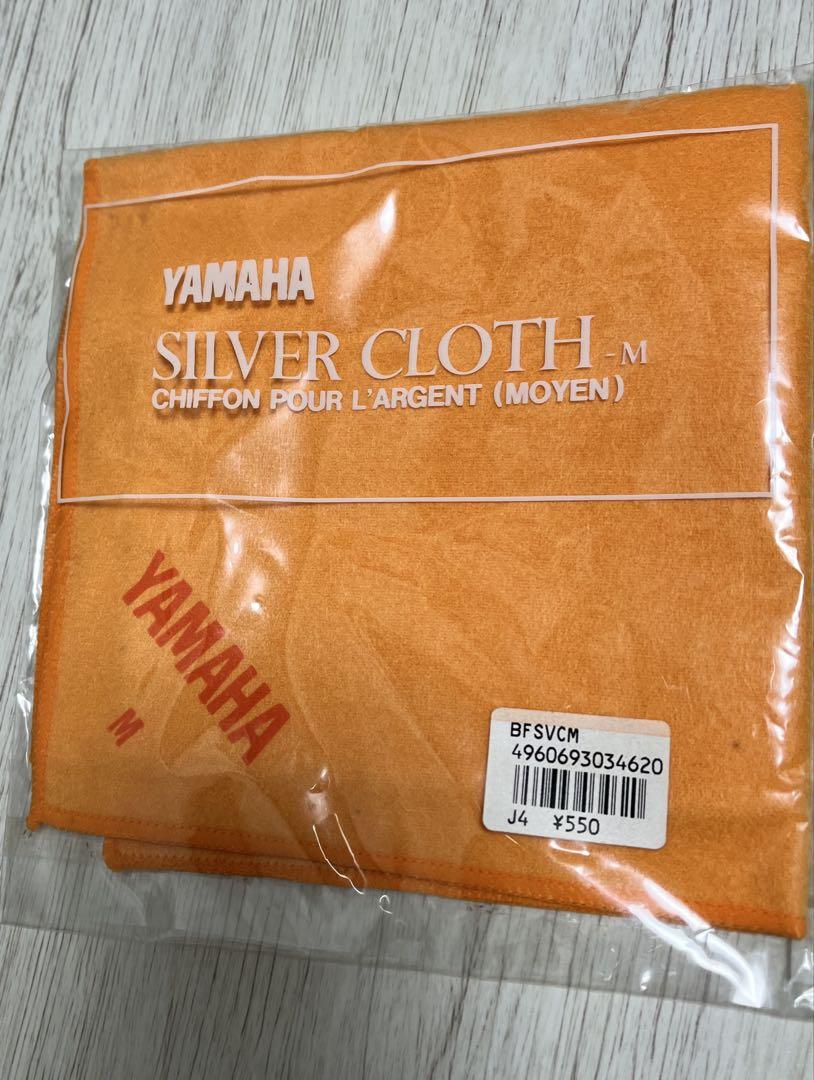 YAMAHA
SILVER CLOTH-M
CHIFFON POUR L'ARGENT (MOYEN)
YAMAHA
M
BFSVCM
4960693034620
J4 ¥550